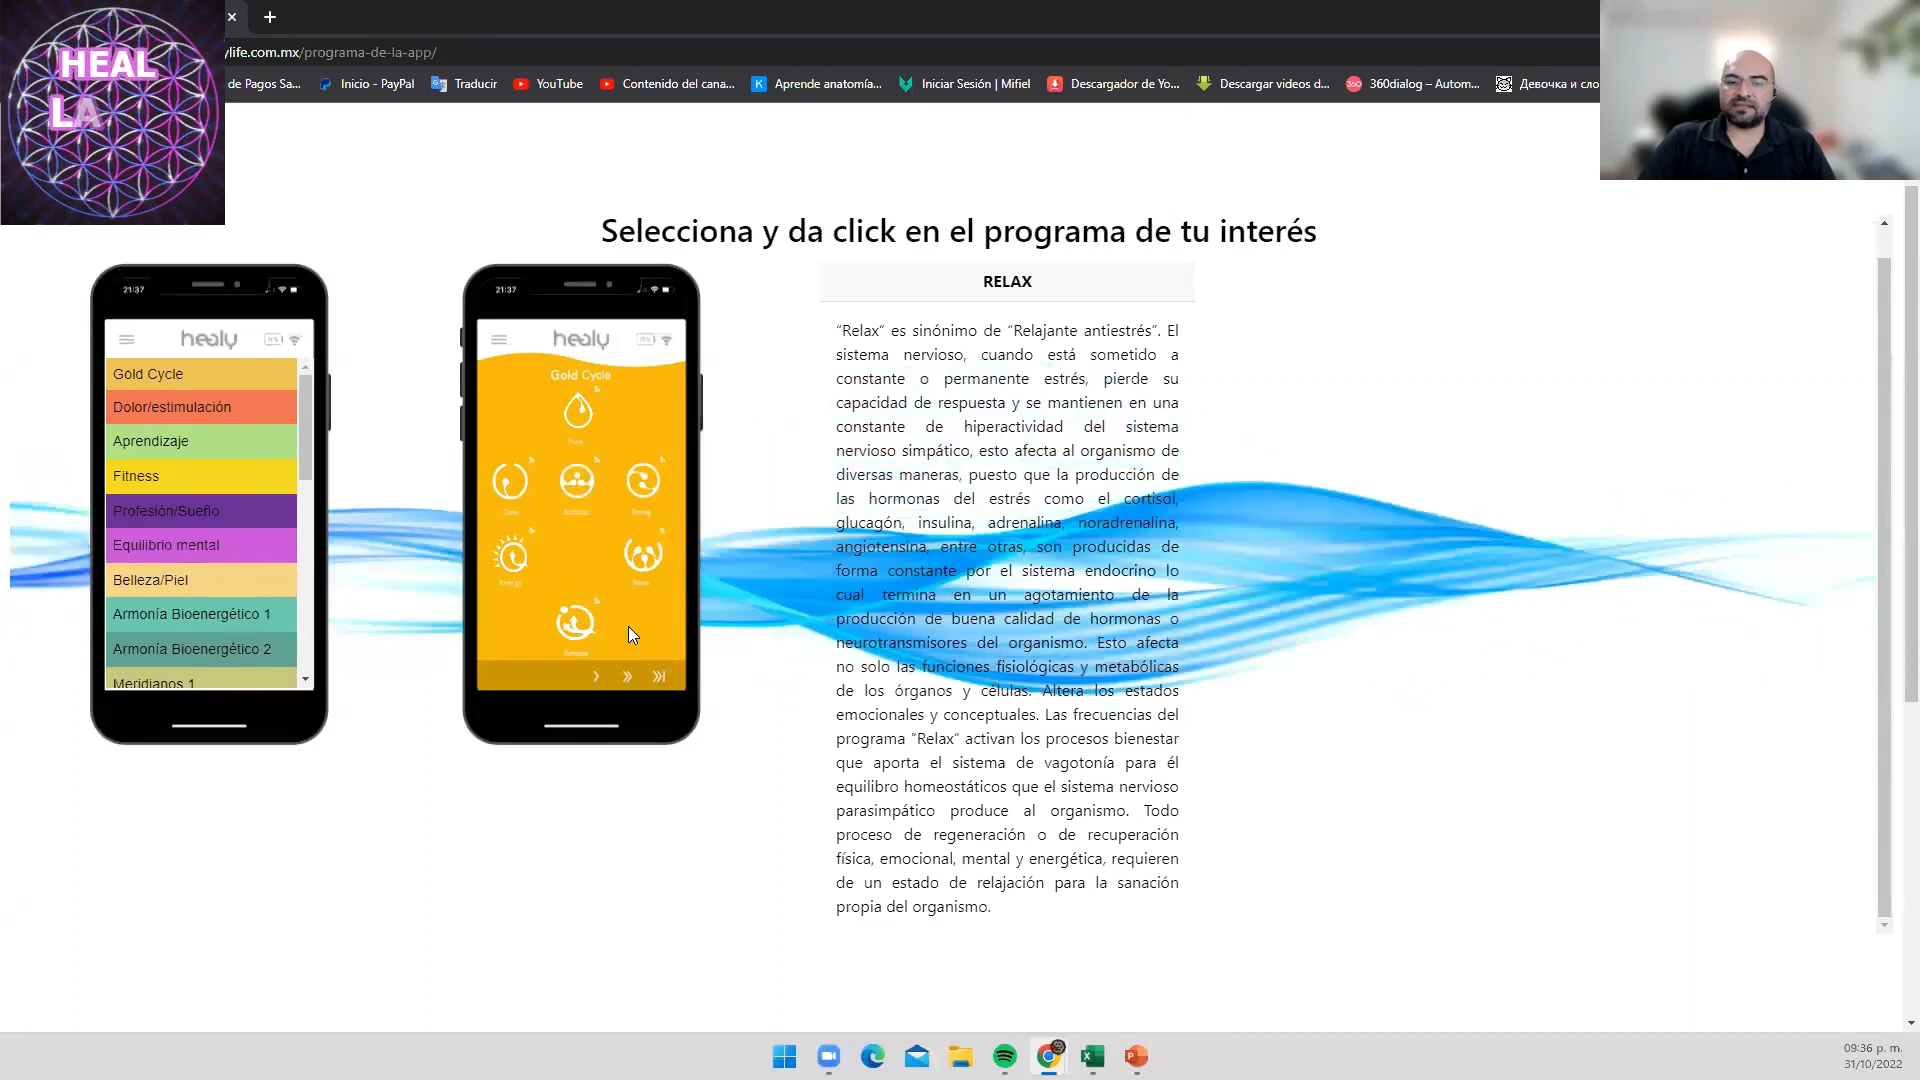 HEAL
LA
ylife.com.mx/programa-de-la-app/
de Pagos Sa...
Inicio - PayPal
Traducir
YouTube
Contenido del cana...
Aprende anatomía...
Iniciar Sesión | Mifiel
Descargador de Yo...
Descargar videos d...
360dialog – Autom...
Девочка и сло
Selecciona y da click en el programa de tu interés
21:37
healy
Gold Cycle
Dolor/estimulación
Aprendizaje
Fitness
Profesión/Sueño
Equilibrio mental
Belleza/Piel
Armonía Bioenergético 1
Armonía Bioenergético 2
Meridianos 1
21:37
healy
Gold Cycle
Pure
Care
Balance
Being
Energy
Relax
Release
RELAX
“Relax” es sinónimo de “Relajante antiestrés”. El
sistema nervioso, cuando está sometido a
constante o permanente estrés, pierde su
capacidad de respuesta y se mantienen en una
constante de hiperactividad del sistema
nervioso simpático, esto afecta al organismo de
diversas maneras, puesto que la producción de
las hormonas del estrés como el cortisol,
glucagón, insulina, adrenalina, noradrenalina,
angiotensina, entre otras, son producidas de
forma constante por el sistema endocrino lo
cual termina en un agotamiento de la
producción de buena calidad de hormonas o
neurotransmisores del organismo. Esto afecta
no solo las funciones fisiológicas y metabólicas
de los órganos y células. Altera los estados
emocionales y conceptuales. Las frecuencias del
programa “Relax” activan los procesos bienestar
que aporta el sistema de vagotonía para él
equilibro homeostáticos que el sistema nervioso
parasimpático produce al organismo. Todo
proceso de regeneración o de recuperación
física, emocional, mental y energética, requieren
de un estado de relajación para la sanación
propia del organismo.
09:36 p. m.
31/10/2022